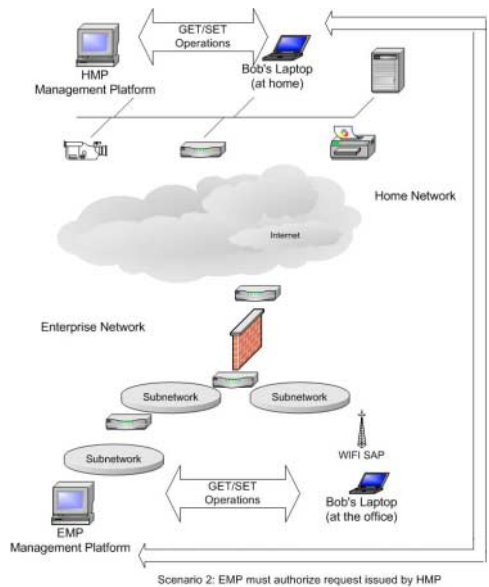 GET/SET
Operations
HMP
Management Platform
Bob's Laptop
(at home)
Home Network
Internet
Enterprise Network
Subnetwork
Subnetwork
WIFI SAP
Subnetwork
GET/SET
Operations
Bob's Laptop
(at the office)
EMP
Management Platform
Scenario 2: EMP must authorize request issued by HMP